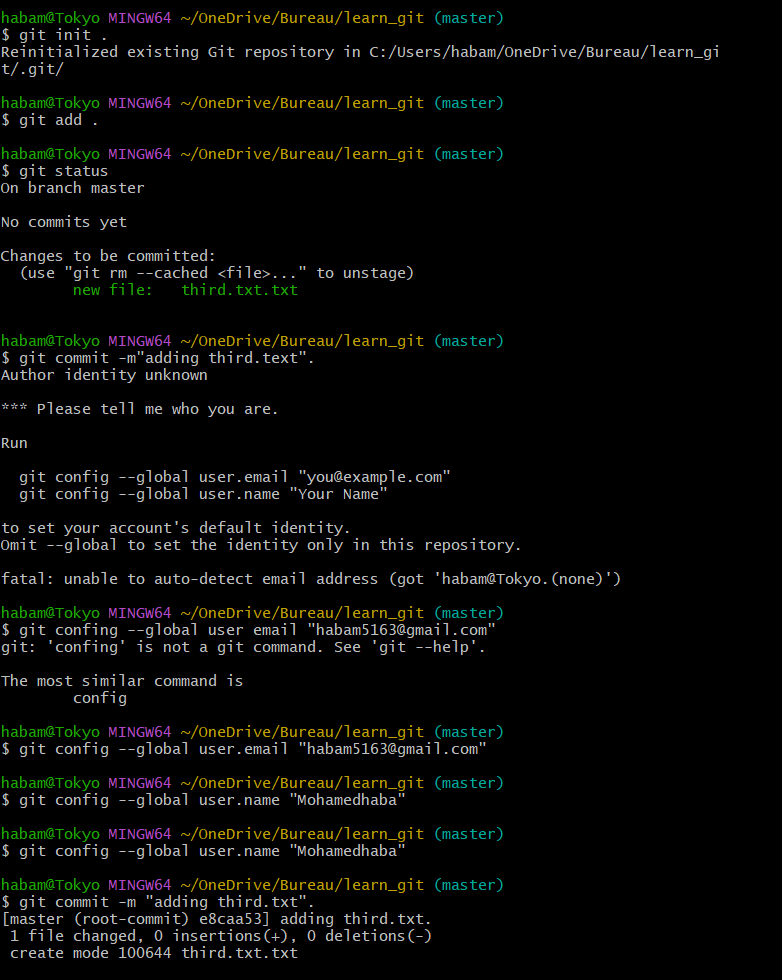 habam@Tokyo MINGW64 ~/OneDrive/Bureau/learn_git (master)
$ git init .
Reinitialized existing Git repository in C:/Users/habam/OneDrive/Bureau/learn_gi
t/.git/
habam@Tokyo MINGW64 ~/OneDrive/Bureau/learn_git (master)
$ git add .
habam@Tokyo MINGW64 ~/OneDrive/Bureau/learn_git (master)
$ git status
On branch master
No commits yet
Changes to be committed:
  (use "git rm --cached <file>..." to unstage)
        new file:   third.txt.txt
habam@Tokyo MINGW64 ~/OneDrive/Bureau/learn_git (master)
$ git commit -m"adding third.text".
Author identity unknown
*** Please tell me who you are.
Run
  git config --global user.email "you@example.com"
  git config --global user.name "Your Name"
to set your account's default identity.
Omit --global to set the identity only in this repository.
fatal: unable to auto-detect email address (got 'habam@Tokyo.(none)')
habam@Tokyo MINGW64 ~/OneDrive/Bureau/learn_git (master)
$ git confing --global user email "habam5163@gmail.com"
git: 'confing' is not a git command. See 'git --help'.
The most similar command is
        config
habam@Tokyo MINGW64 ~/OneDrive/Bureau/learn_git (master)
$ git config --global user.email "habam5163@gmail.com"
habam@Tokyo MINGW64 ~/OneDrive/Bureau/learn_git (master)
$ git config --global user.name "Mohamedhaba"
habam@Tokyo MINGW64 ~/OneDrive/Bureau/learn_git (master)
$ git config --global user.name "Mohamedhaba"
habam@Tokyo MINGW64 ~/OneDrive/Bureau/learn_git (master)
$ git commit -m "adding third.txt".
[master (root-commit) e8caa53] adding third.txt.
 1 file changed, 0 insertions(+), 0 deletions(-)
 create mode 100644 third.txt.txt